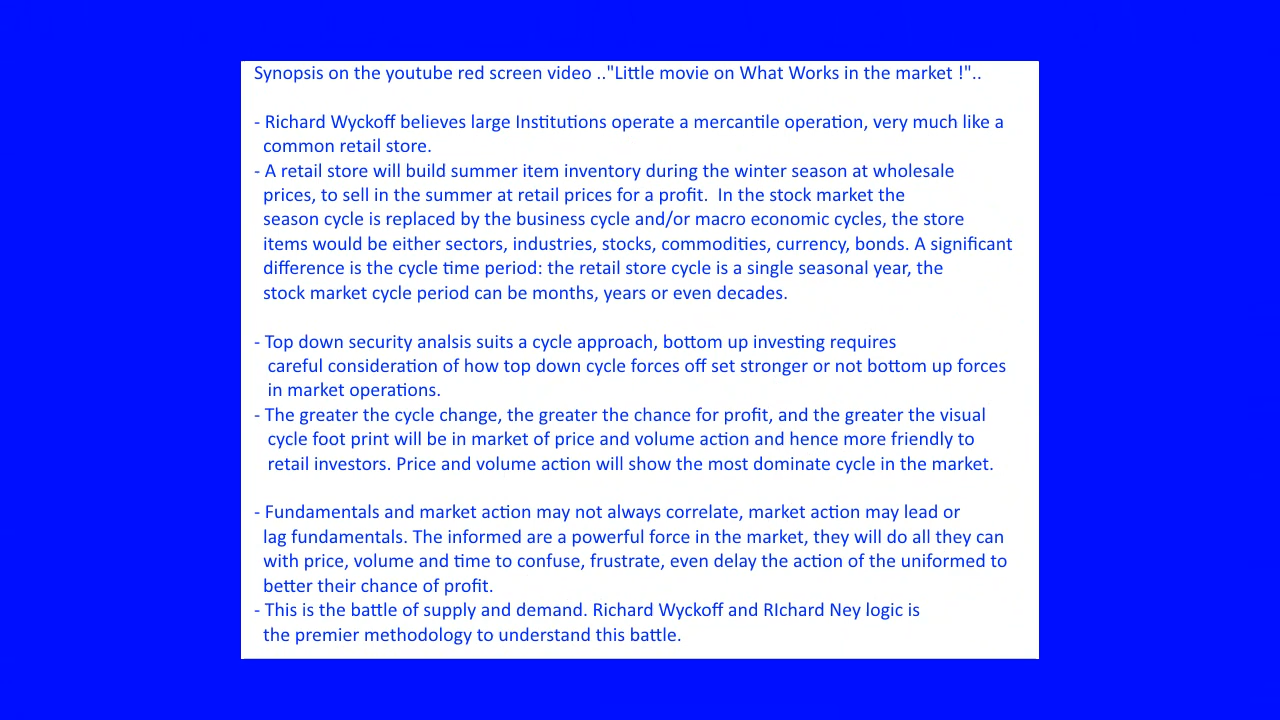 Synopsis on the youtube red screen video .."Little movie on What Works in the market !"..
- Richard Wyckoff believes large Institutions operate a mercantile operation, very much like a
common retail store.
- A retail store will build summer item inventory during the winter season at wholesale
prices, to sell in the summer at retail prices for a profit.  In the stock market the
season cycle is replaced by the business cycle and/or macro economic cycles, the store
items would be either sectors, industries, stocks, commodities, currency, bonds. A significant
difference is the cycle time period: the retail store cycle is a single seasonal year, the
stock market cycle period can be months, years or even decades.
- Top down security analsis suits a cycle approach, bottom up investing requires
careful consideration of how top down cycle forces off set stronger or not bottom up forces
in market operations.
- The greater the cycle change, the greater the chance for profit, and the greater the visual
cycle foot print will be in market of price and volume action and hence more friendly to
retail investors. Price and volume action will show the most dominate cycle in the market.
- Fundamentals and market action may not always correlate, market action may lead or
lag fundamentals. The informed are a powerful force in the market, they will do all they can
with price, volume and time to confuse, frustrate, even delay the action of the uniformed to
better their chance of profit.
- This is the battle of supply and demand. Richard Wyckoff and RIchard Ney logic is
the premier methodology to understand this battle.